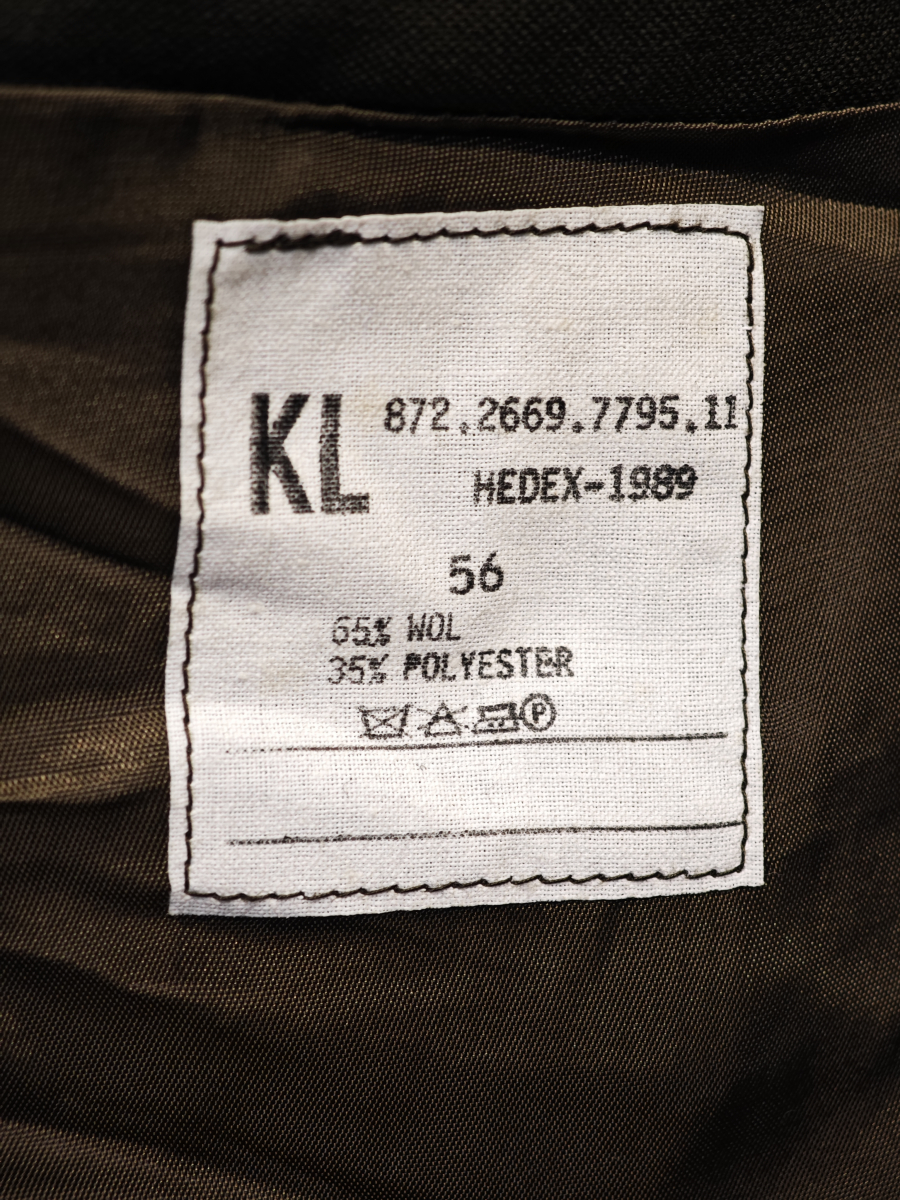 KL 872.2669.7795.11
HEDEX-1989
56
65% WOL
35% POLYESTER
P